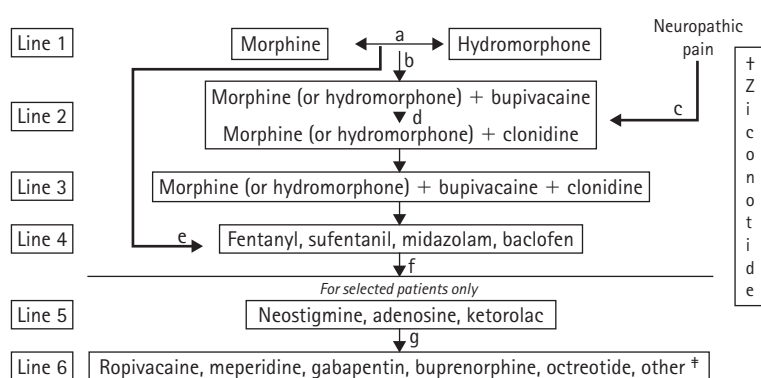 Line 1
Morphine
a
Hydromorphone
b
Neuropathic
pain
Line 2
Morphine (or hydromorphone) + bupivacaine
d
Morphine (or hydromorphone) + clonidine
c
Line 3
Morphine (or hydromorphone) + bupivacaine + clonidine
Line 4
e
Fentanyl, sufentanil, midazolam, baclofen
f
For selected patients only
Line 5
Neostigmine, adenosine, ketorolac
g
Line 6
Ropivacaine, meperidine, gabapentin, buprenorphine, octreotide, other ‡
†
Z
i
c
o
n
o
t
i
d
e